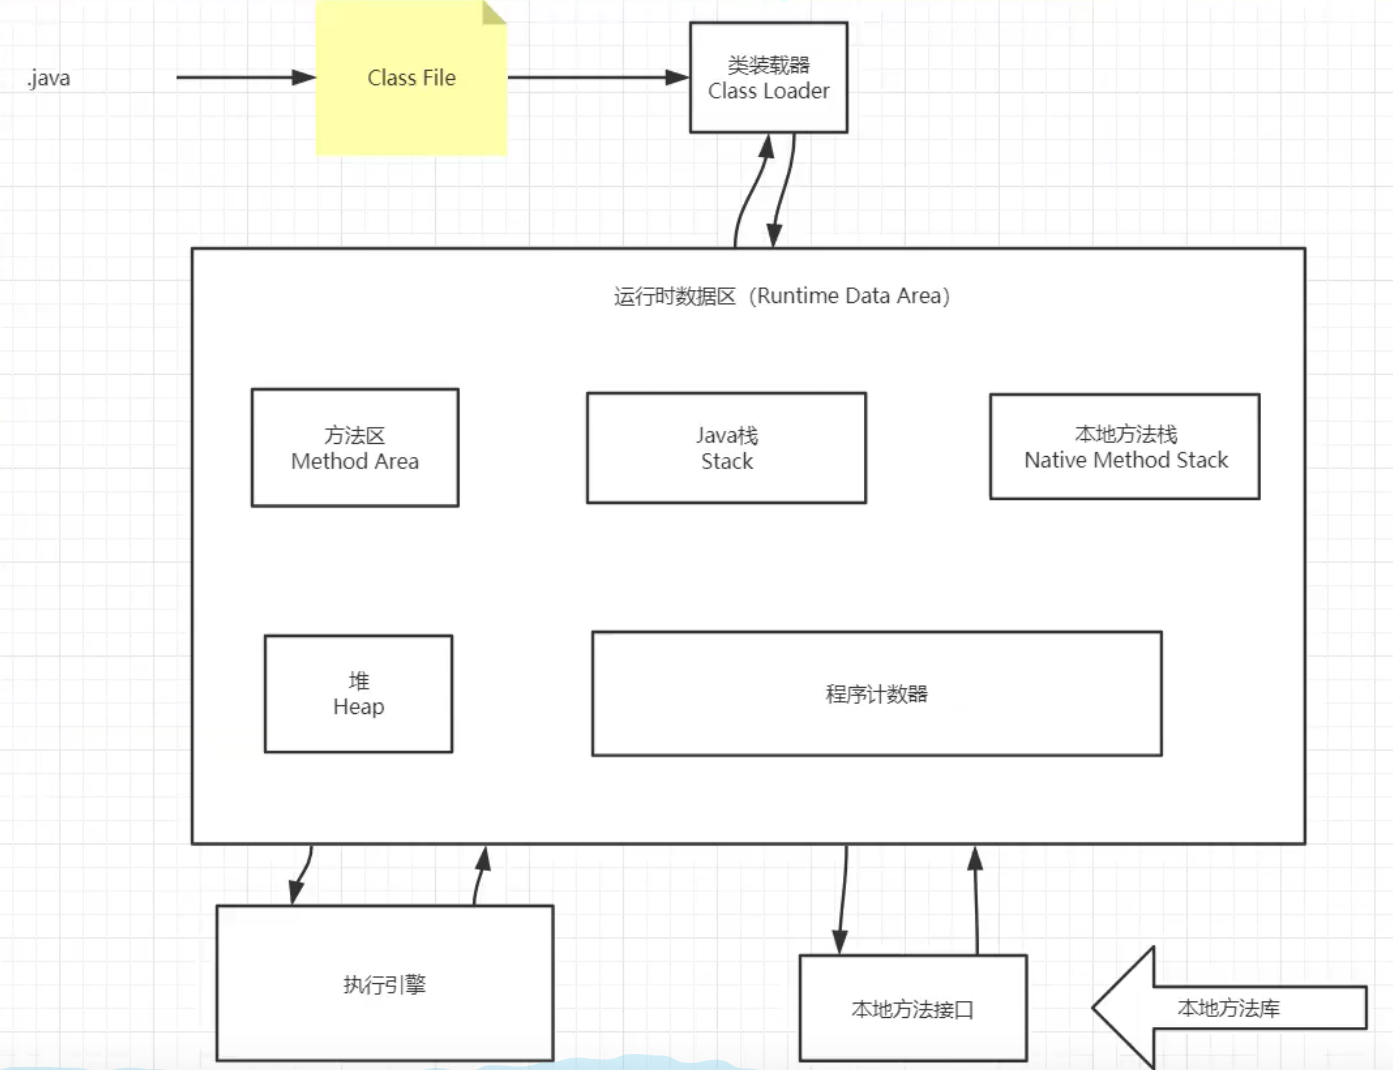 .java
Class File
类装载器
Class Loader
运行时数据区（Runtime Data Area）
方法区
Method Area
Java栈
Stack
本地方法栈
Native Method Stack
堆
Heap
程序计数器
执行引擎
本地方法接口
本地方法库